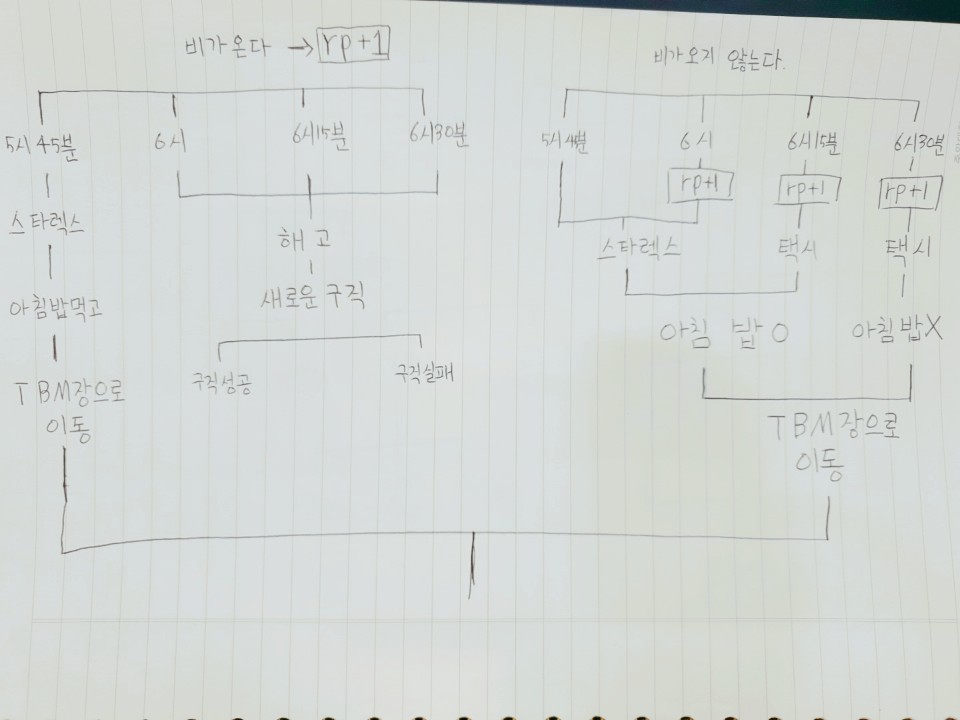 비가온다 → rp+1
비가오지 않는다.
5시45분
6시
6시15분
6시30분
5시45분
6시
6시15분
6시30분
rp+1
rp+1
rp+1
스타렉스
해고
스타렉스
택시
택시
아침밥먹고
새로운 구직
아침 밥 O
아침밥X
구직성공
구직실패
TBM장으로
이동
TBM장으로
이동